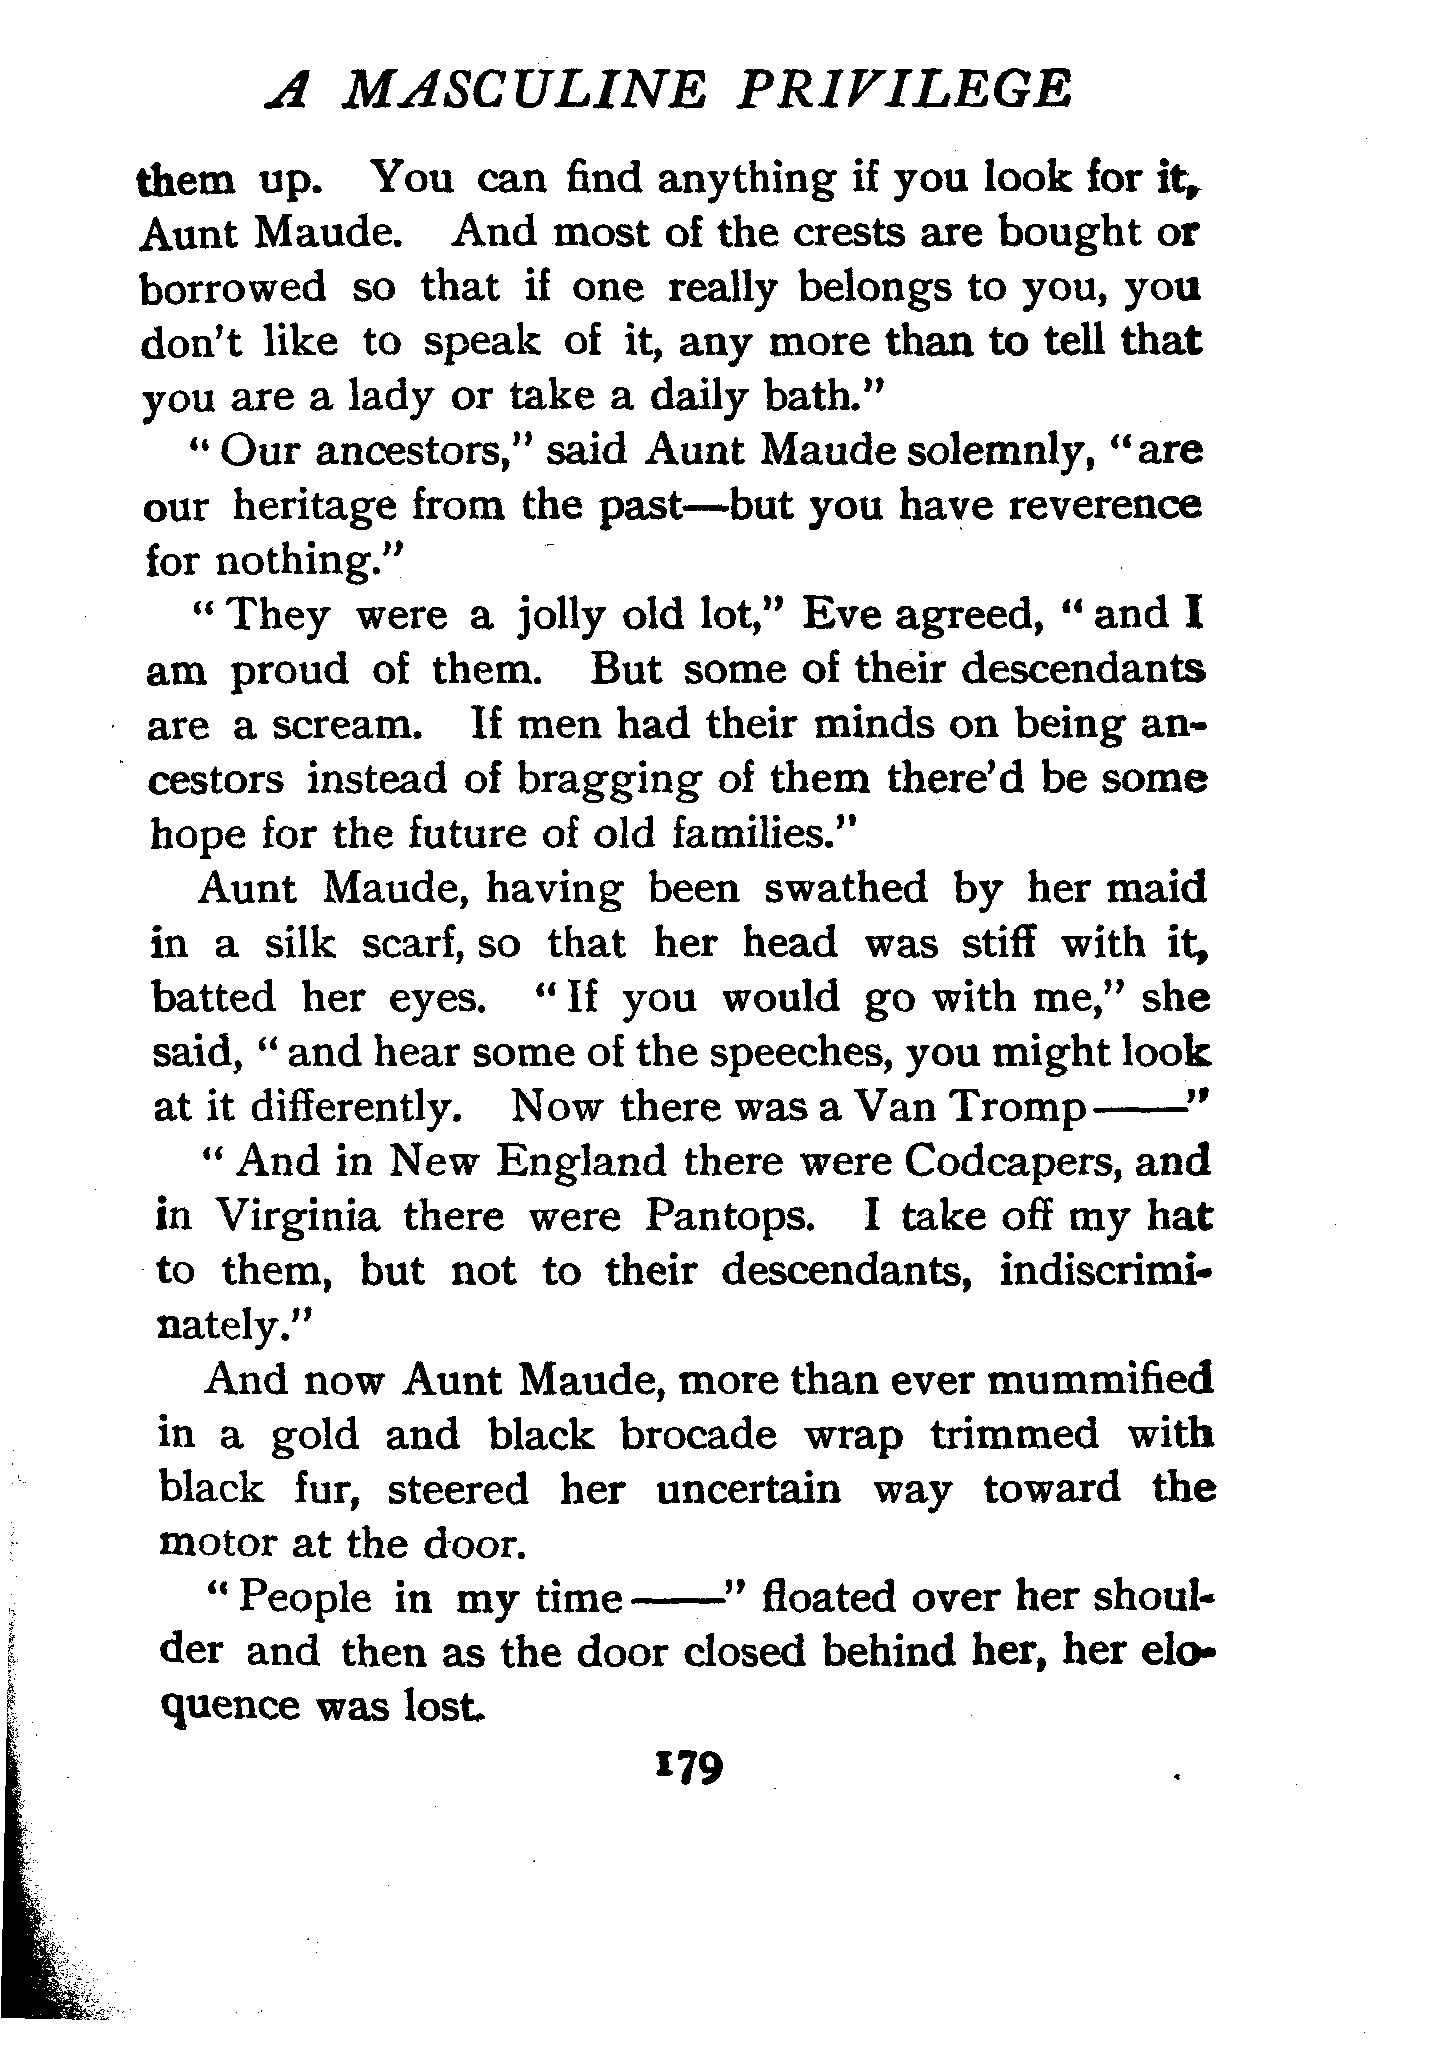 A MASCULINE PRIVILEGE
them up. You can find anything if you look for it,
Aunt Maude. And most of the crests are bought or
borrowed so that if one really belongs to you, you
don't like to speak of it, any more than to tell that
you are a lady or take a daily bath."
"Our ancestors," said Aunt Maude solemnly, "are
our heritage from the past—but you have reverence
for nothing."
"They were a jolly old lot," Eve agreed, "and I
am proud of them. But some of their descendants
are a scream. If men had their minds on being an-
cestors instead of bragging of them there'd be some
hope for the future of old families."
Aunt Maude, having been swathed by her maid
in a silk scarf, so that her head was stiff with it,
batted her eyes. "If you would go with me," she
said, "and hear some of the speeches, you might look
at it differently. Now there was a Van Tromp——"
"And in New England there were Codcapers, and
in Virginia there were Pantops. I take off my hat
to them, but not to their descendants, indiscrimi-
nately."
And now Aunt Maude, more than ever mummified
in a gold and black brocade wrap trimmed with
black fur, steered her uncertain way toward the
motor at the door.
"People in my time——" floated over her shoul-
der and then as the door closed behind her, her elo-
quence was lost.
179